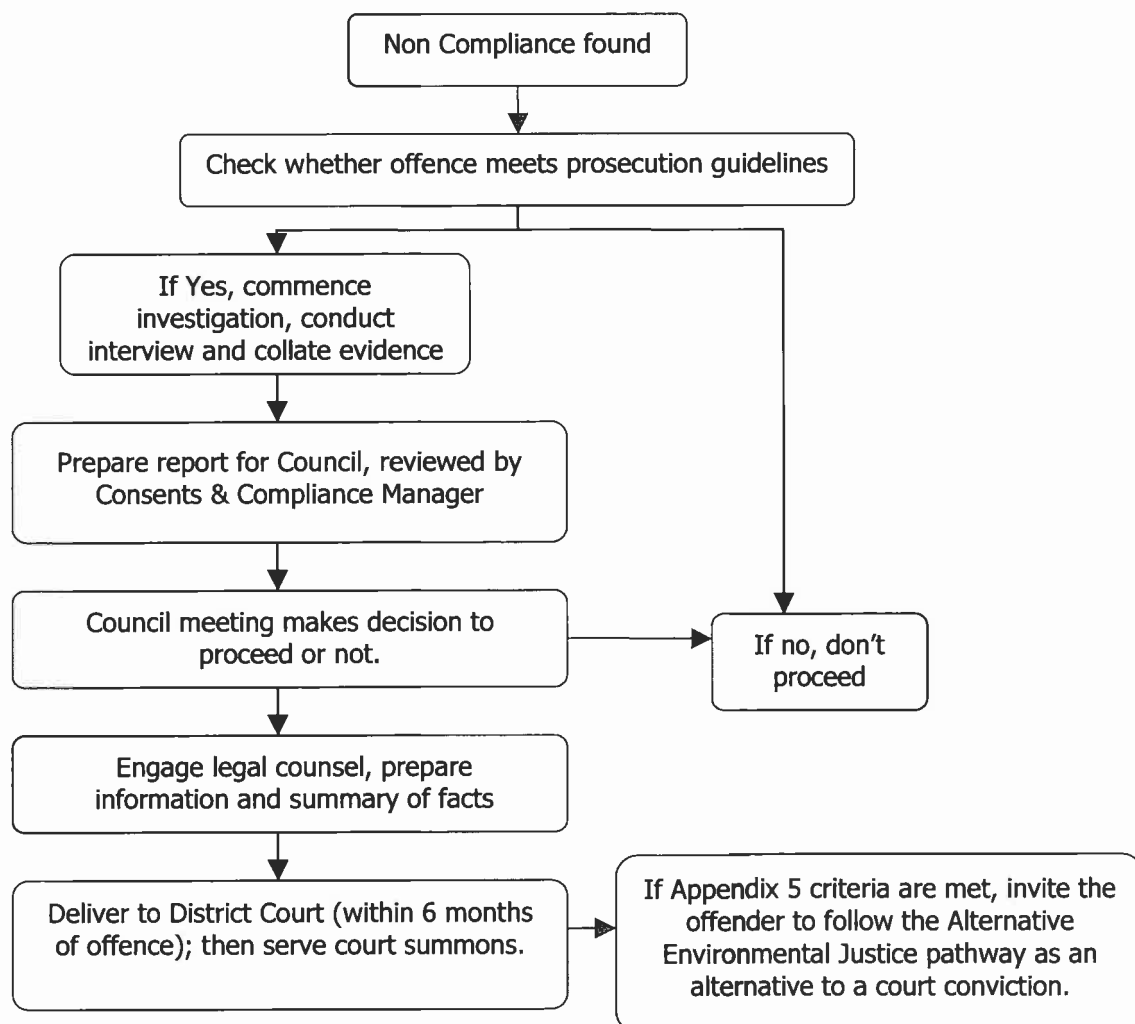 Non Compliance found
Check whether offence meets prosecution guidelines
If Yes, commence
investigation, conduct
interview and collate evidence
Prepare report for Council, reviewed by
Consents & Compliance Manager
Council meeting makes decision to
proceed or not.
If no, don't
proceed
Engage legal counsel, prepare
information and summary of facts
Deliver to District Court (within 6 months
of offence); then serve court summons.
If Appendix 5 criteria are met, invite the
offender to follow the Alternative
Environmental Justice pathway as an
alternative to a court conviction.